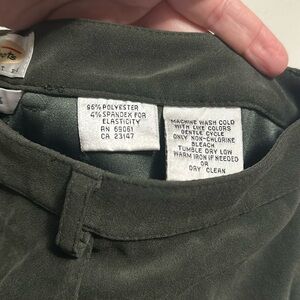 96% POLYESTER
4% SPANDEX FOR
ELASTICITY
RN 69061
CA 23147
MACHINE WASH COLD
WITH LIKE COLORS
GENTLE CYCLE
ONLY NON-CHLORINE
BLEACH
TUMBLE DRY LOW
WARM IRON IF NEEDED
OR
DRY CLEAN